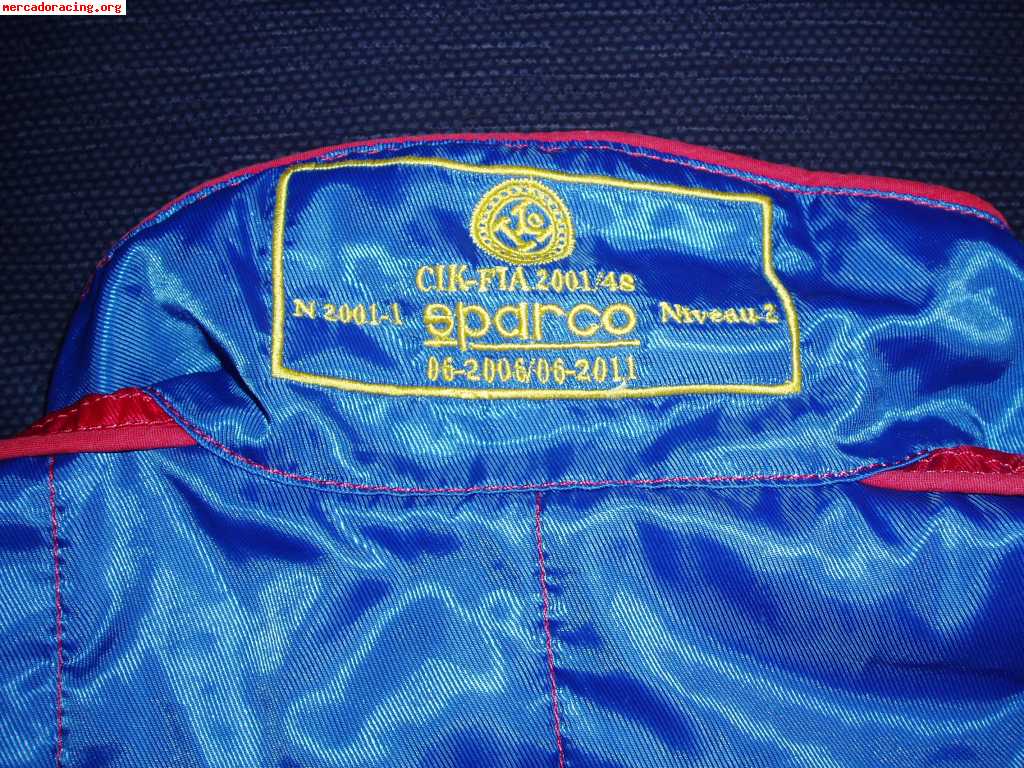 mercadoracing.org
CIK-FIA 2001/48
N 2001-1 sparco Niveau-2
06-2006/06-2011